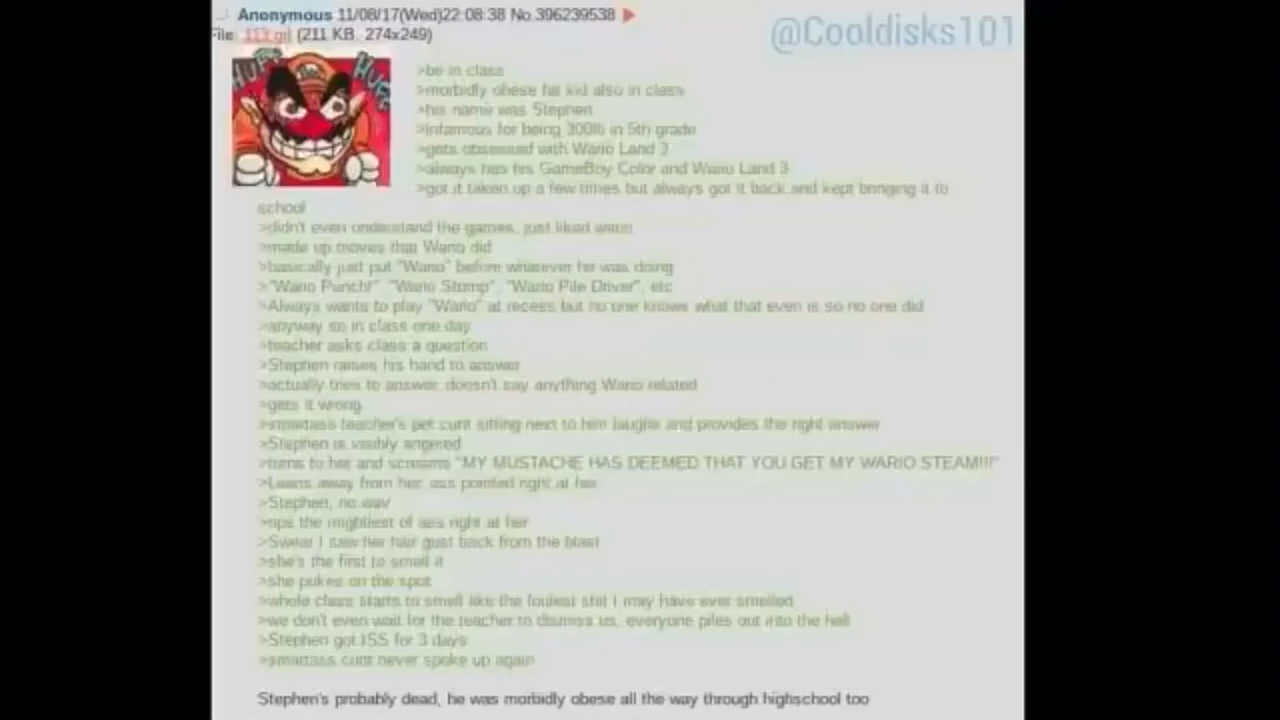 Anonymous 11/08/17(Wed)22:08:38 No.396239538
@Cooldisks101
File: 113.gif (211 KB, 274x249)
HUFF HUFF
>be in class
>morbidly obese fat kid also in class
>his name was Stephen
>Infamous for being 300lb in 5th grade
>gets obsessed with Wario Land 3
>always has his GameBoy Color and Wario Land 3
>got it taken up a few times but always got it back and kept bringing it to
school
>didn't even understand the games, just liked wario
>made up moves that Wario did
>basically just put "Wario" before whatever he was doing
>"Wario Punch!", "Wario Stomp", "Wario Pile Driver", etc
>Always wants to play "Wario" at recess but no one knows what that even is so no one did
>anyway so in class one day
>teacher asks class a question
>Stephen raises his hand to answer
>actually tries to answer, doesn't say anything Wario related
>gets it wrong
>smartass teacher's pet cunt sitting next to him laughs and provides the right answer
>Stephen is visibly angered
>turns to her and screams "MY MUSTACHE HAS DEEMED THAT YOU GET MY WARIO STEAM!!!"
>Leans away from her, ass pointed right at her
>Stephen, no.wav
>rips the mightiest of ass right at her
>Swear I saw her hair gust back from the blast
>she's the first to smell it
>she pukes on the spot
>whole class starts to smell like the foulest shit I may have ever smelled
>we don't even wait for the teacher to dismiss us, everyone piles out into the hall
>Stephen got ISS for 3 days
>smartass cunt never spoke up again
Stephen's probably dead, he was morbidly obese all the way through highschool too